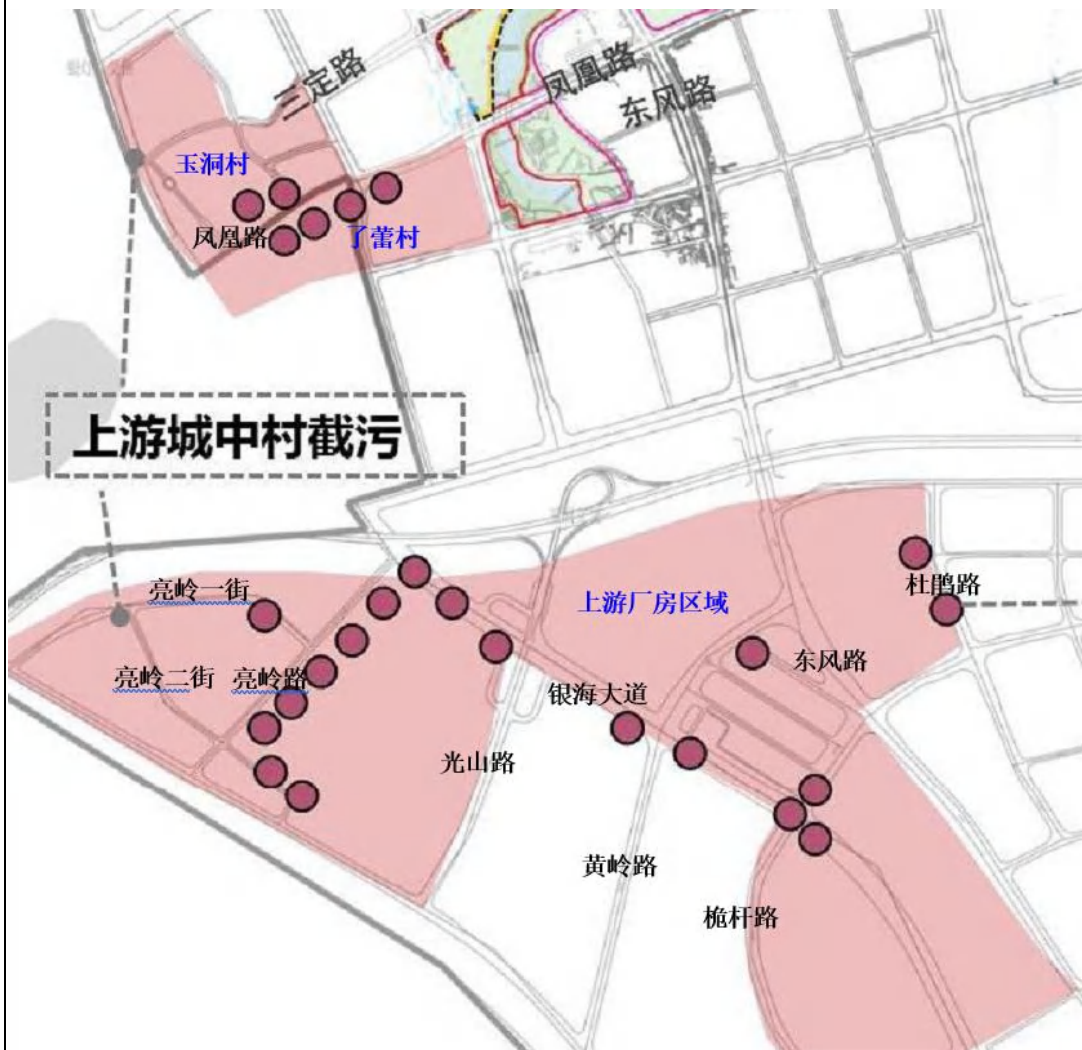 三定路
凤凰路
东风路
玉洞村
凤凰路
了蕾村
上游城中村截污
亮岭一街
上游厂房区域
杜鹃路
亮岭二街
亮岭路
东风路
银海大道
光山路
黄岭路
桅杆路